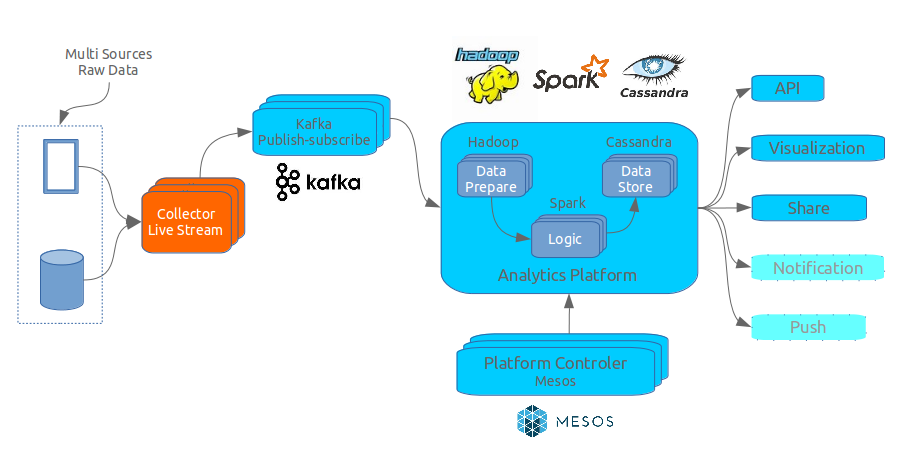 Multi Sources
Raw Data
hadoop
Spark
Cassandra
API
Kafka
Publish-subscribe
kafka
Hadoop
Cassandra
Data
Prepare
Data
Store
Visualization
Collector
Live Stream
Spark
Logic
Share
Analytics Platform
Notification
Push
Platform Controler
Mesos
MESOS